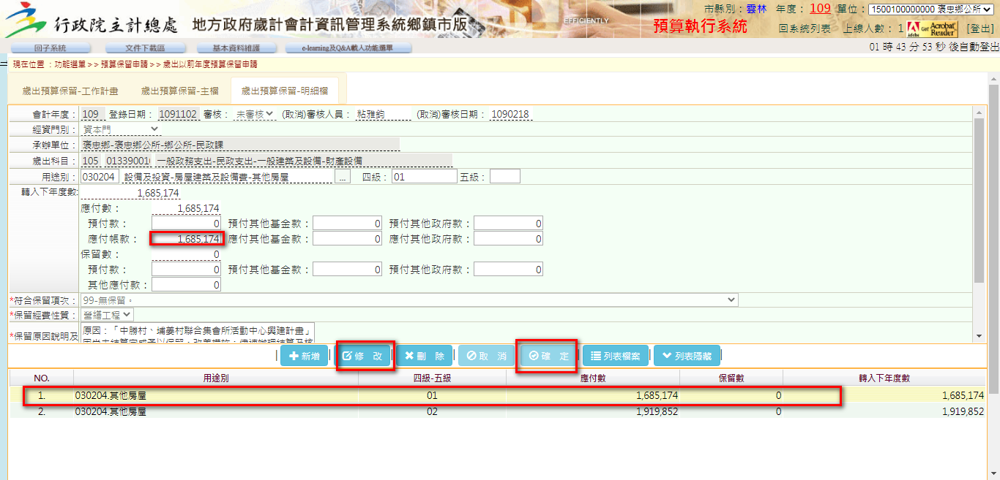 行政院主計總處 地方政府歲計會計資訊管理系統鄉鎮市版
EFFICIENTLY
市縣別：雲林 年度：109 單位：1500100000000 褒忠鄉公所
預算執行系統 回系統列表 上線人數：1 Get Acrobat Reader Adobe [登出]
回子系統 文件下載區 基本資料維護 e-learning及Q&A載入功能選單
01 時 43 分 53 秒 後自動登出
現在位置：功能選單>>預算保留申請>>歲出以前年度預算保留申請
歲出預算保留-工作計畫 歲出預算保留-主檔 歲出預算保留-明細檔
會計年度：109 登錄日期：1091102 審核：未審核 (取消)審核人員：粘雅鈞 (取消)審核日期：1090218
經資門別：資本門
承辦單位：褒忠鄉-褒忠鄉公所-鄉公所-民政課
歲出科目：105 01339001 一般政務支出-民政支出-一般建築及設備-財產設備
用途別：030204 設備及投資-房屋建築及設備費-其他房屋 ... 四級：01 五級：
轉入下年度數: 1,685,174
應付數： 1,685,174
預付款： 0 預付其他基金款： 0 預付其他政府款： 0
應付帳款： 1,685,174 應付其他基金款： 0 應付其他政府款： 0
保留數： 0
預付款： 0 預付其他基金款： 0 預付其他政府款： 0
其他應付款： 0
*符合保留項次：99-無保留。
*保留經費性質：營繕工程
*保留原因說明及 原因：「中勝村、埔姜村聯合集會所活動中心興建計畫」
新增 修 改 刪 除 取 消 確 定 列表檔案 列表隱藏
NO. 用途別 四級-五級 應付數 保留數 轉入下年度數
1. 030204.其他房屋 01 1,685,174 0 1,685,174
2. 030204.其他房屋 02 1,919,852 0 1,919,852